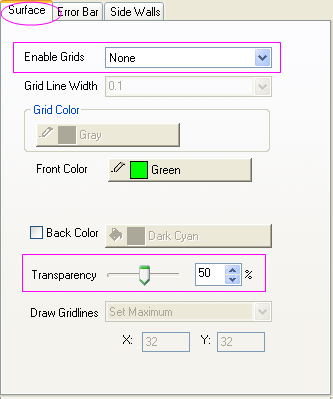 Surface Error Bar Side Walls
Enable Grids None
Grid Line Width 0.1
Grid Color
Gray
Front Color Green
Back Color Dark Cyan
Transparency 50 %
Draw Gridlines Set Maximum
X: 32 Y: 32